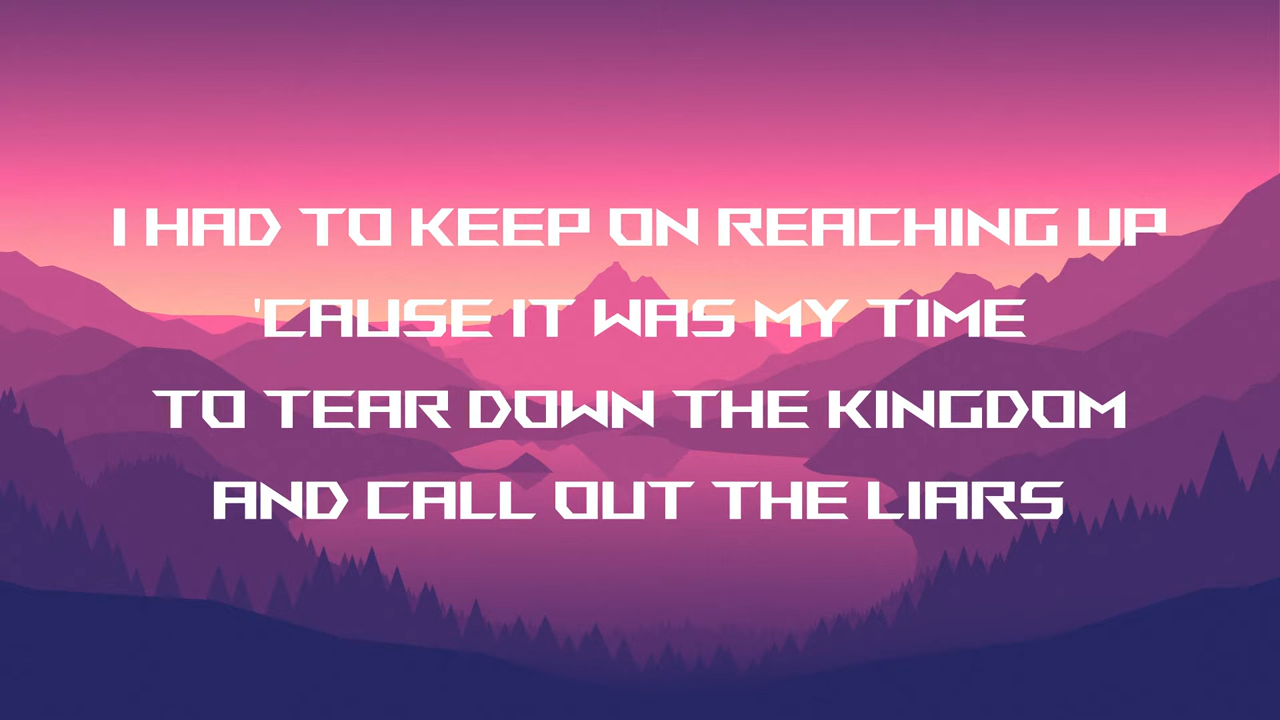 I HAD TO KEEP ON REACHING UP
'CAUSE IT WAS MY TIME
TO TEAR DOWN THE KINGDOM
AND CALL OUT THE LIARS